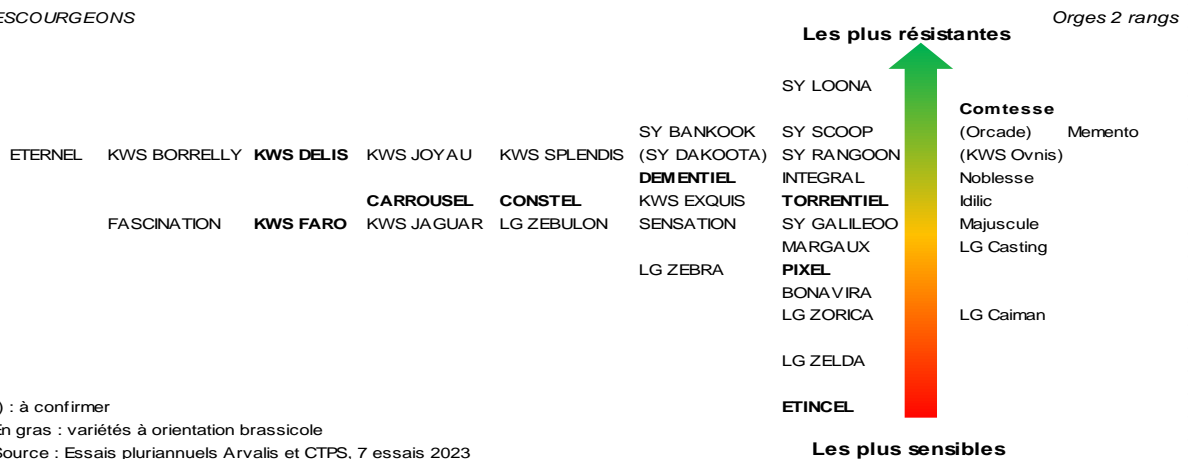 ESCOURGEONS Orges 2 rangs
Les plus résistantes
SY LOONA
Comtesse
SY BANKOOK SY SCOOP (Orcade) Memento
ETERNEL KWS BORRELLY KWS DELIS KWS JOYAU KWS SPLENDIS (SY DAKOOTA) SY RANGOON (KWS Ovnis)
DEMENTIEL INTEGRAL Noblesse
CARROUSEL CONSTEL KWS EXQUIS TORRENTIEL Idilic
FASCINATION KWS FARO KWS JAGUAR LG ZEBULON SENSATION SY GALILEOO Majuscule
MARGAUX LG Casting
LG ZEBRA PIXEL
BONAVIRA
LG ZORICA LG Caiman
LG ZELDA
) : à confirmer ETINCEL
En gras : variétés à orientation brassicole
Source : Essais pluriannuels Arvalis et CTPS, 7 essais 2023
Les plus sensibles